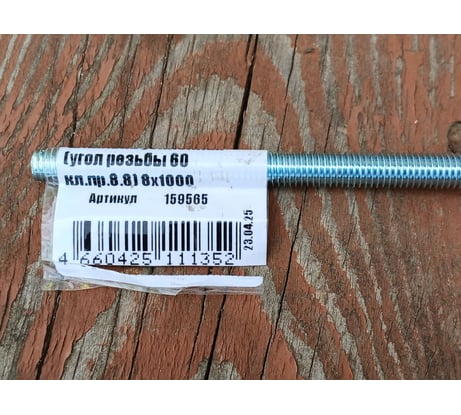 (угол резьбы 60
кл.пр.8.8) 8х1000
Артикул 159565
4 660425 111352
23.04.25